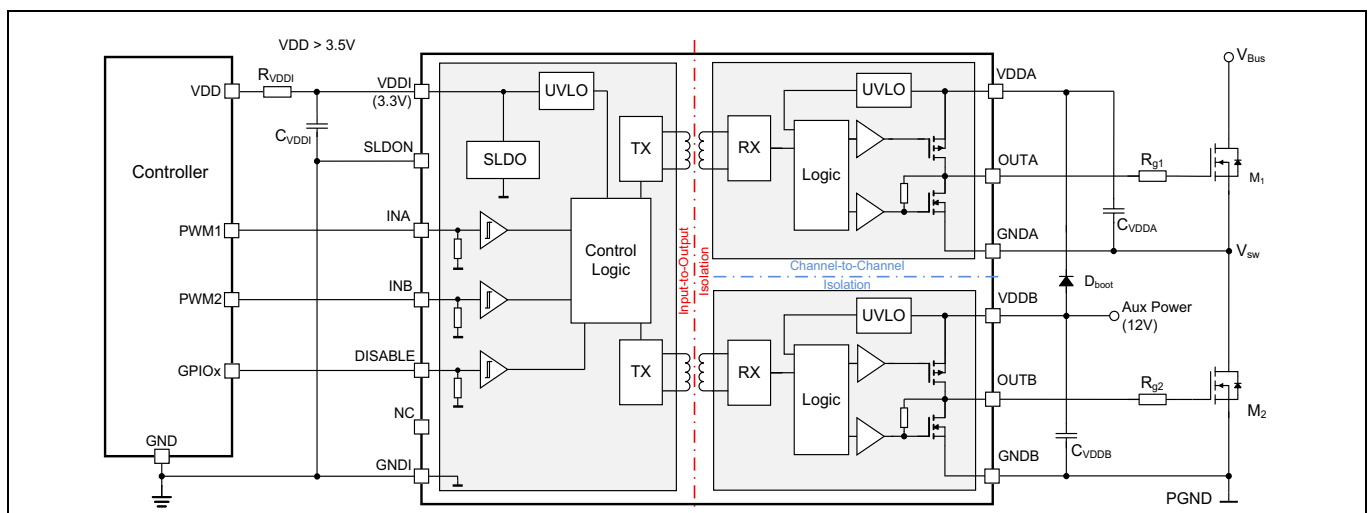 VDD > 3.5V
Controller
VDD
PWM1
PWM2
GPIOx
GND
RVDDI
CVDDI
VDDI
(3.3V)
SLDON
INA
INB
DISABLE
NC
GNDI
UVLO
SLDO
TX
Control
Logic
TX
Input-to-Output
Isolation
Channel-to-Channel
Isolation
RX
UVLO
Logic
RX
UVLO
Logic
VDDA
OUTA
GNDA
VDDB
OUTB
GNDB
VBus
Rg1
M1
CVDDA
Vsw
Dboot
Aux Power
(12V)
Rg2
M2
CVDDB
PGND